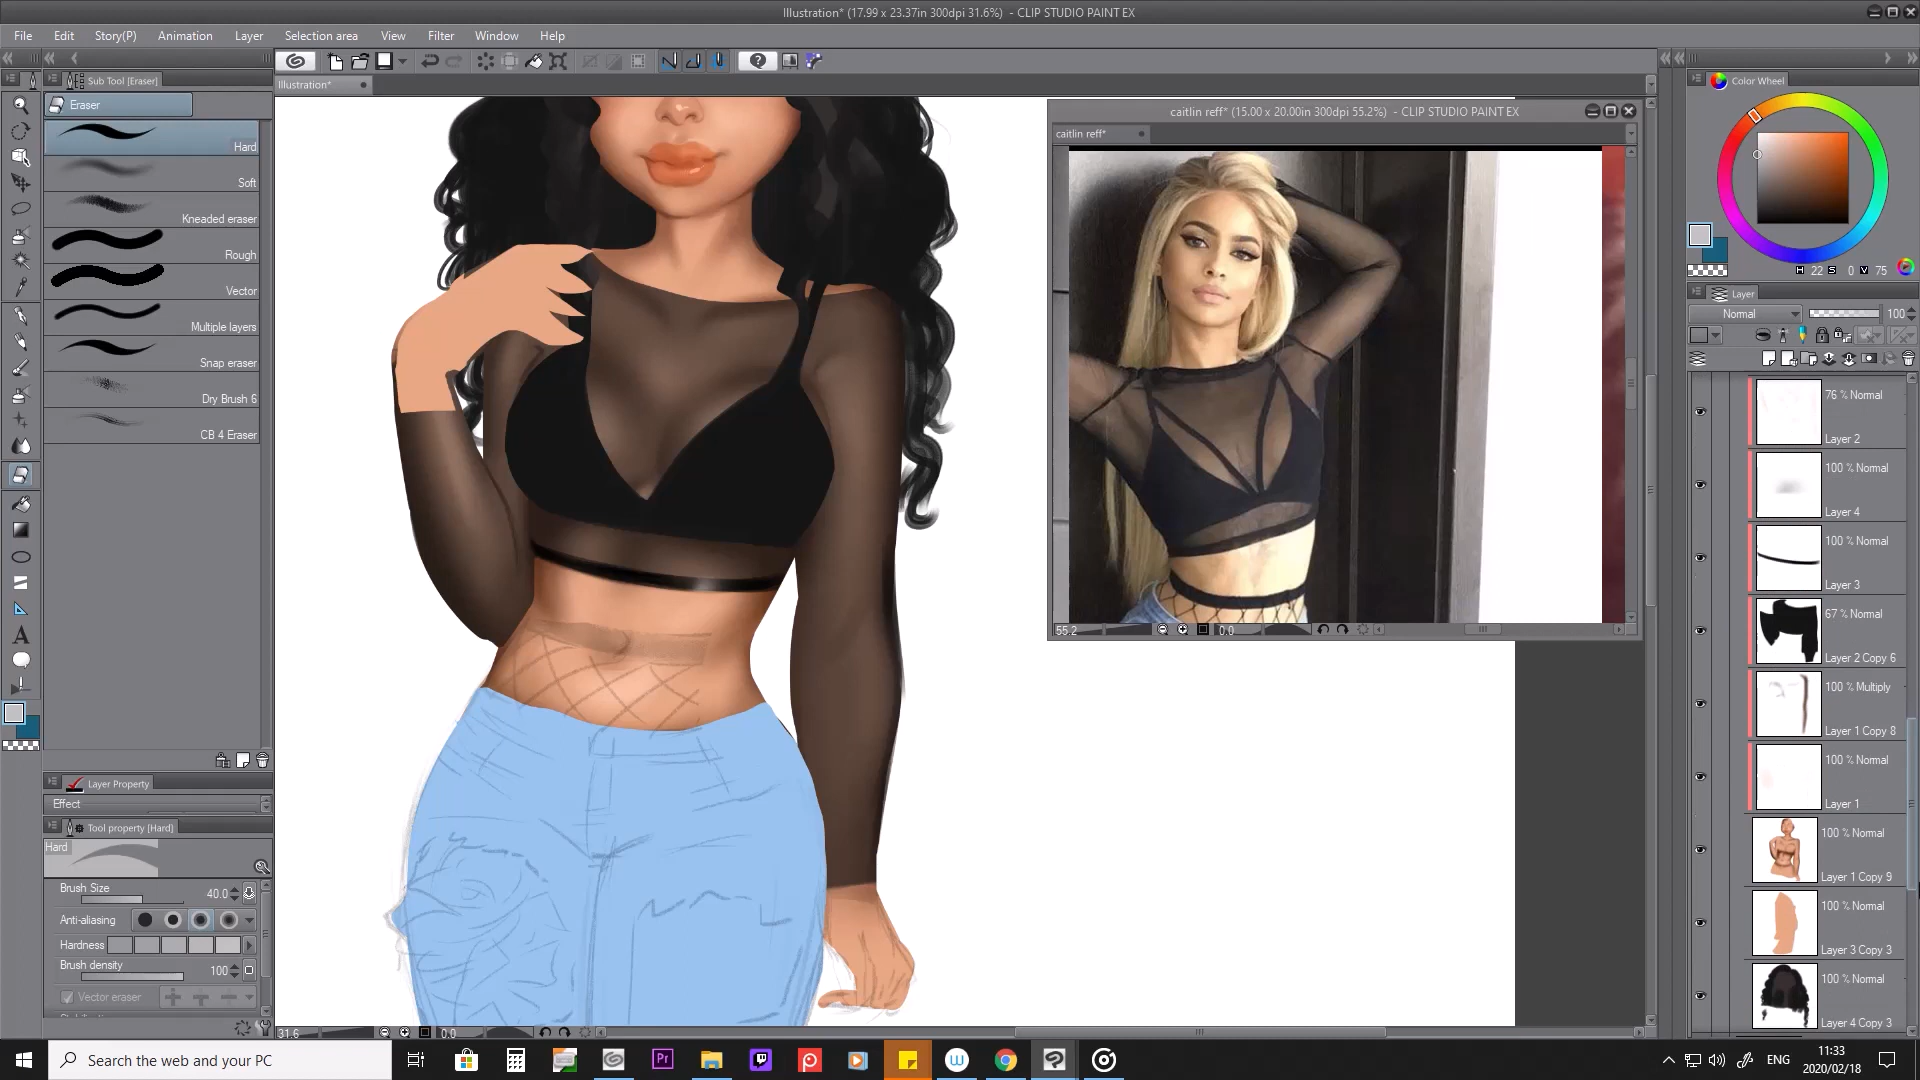 Illustration* (17.99 x 23.37in 300dpi 31.6%) - CLIP STUDIO PAINT EX
File Edit Story(P) Animation Layer Selection area View Filter Window Help
Sub Tool [Eraser]
Eraser
Hard
Soft
Kneaded eraser
Rough
Vector
Multiple layers
Snap eraser
Dry Brush 6
CB 4 Eraser
Layer Property
Effect
Tool property [Hard]
Hard
Brush Size 40.0
Anti-aliasing
Hardness
Brush density 100
Vector eraser
Illustration*
31.6 0.0
caitlin reff* (15.00 x 20.00in 300dpi 55.2%) - CLIP STUDIO PAINT EX
caitlin reff*
55.2 0.0
Color Wheel
H 22 S 0 V 75
Layer
Normal 100
76 % Normal
Layer 2
100 % Normal
Layer 4
100 % Normal
Layer 3
67 % Normal
Layer 2 Copy 6
100 % Multiply
Layer 1 Copy 8
100 % Normal
Layer 1
100 % Normal
Layer 1 Copy 9
100 % Normal
Layer 3 Copy 3
100 % Normal
Layer 4 Copy 3
Search the web and your PC
Pr
ENG
11:33
2020/02/18